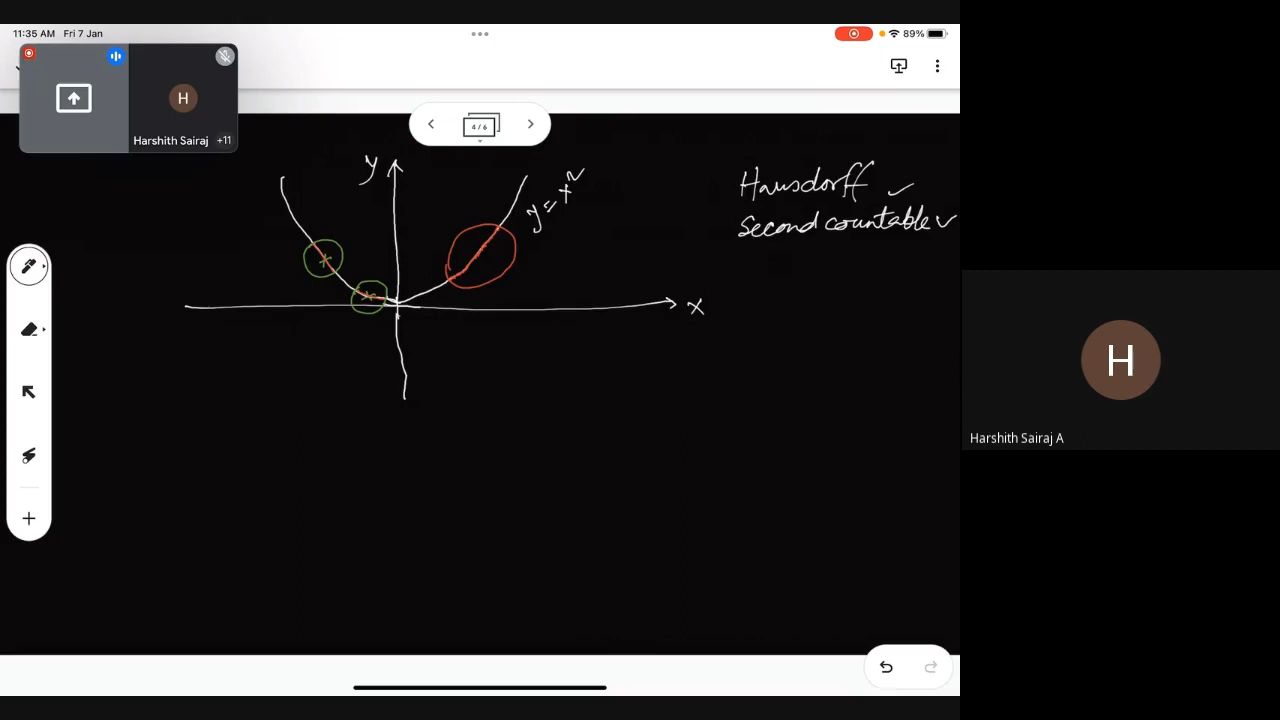 11:35 AM Fri 7 Jan
89%
H
Harshith Sairaj +11
4 / 6
y
y = x²
x
Hausdorff ✓
Second countable ✓
H
Harshith Sairaj A